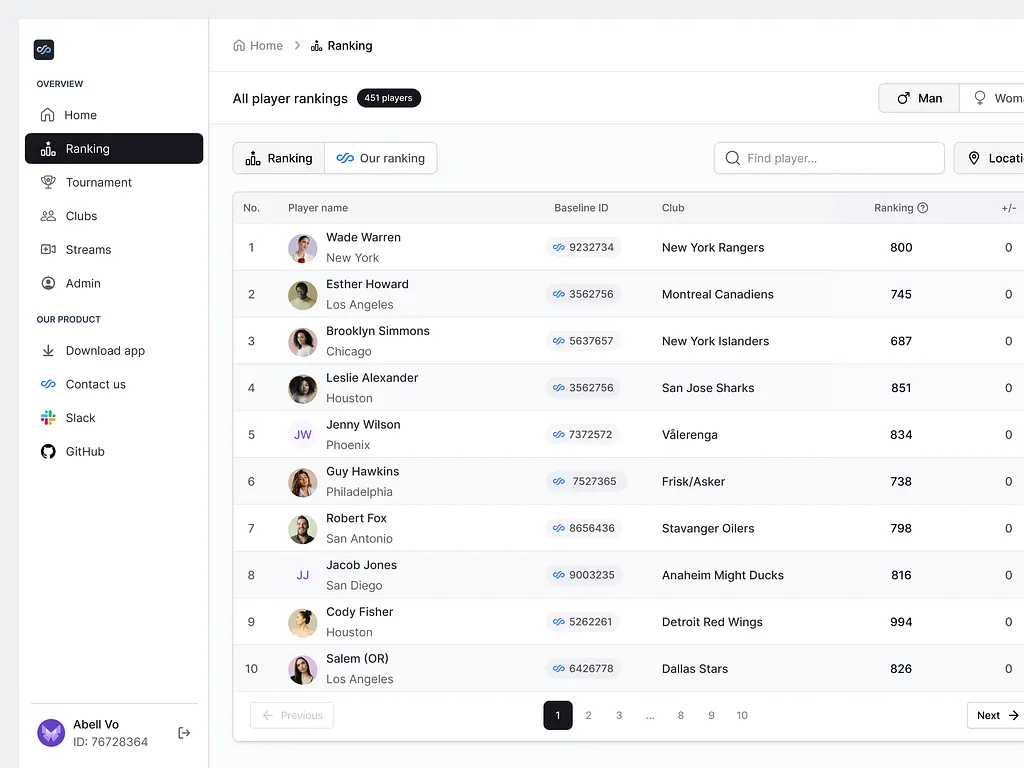 Home > Ranking
OVERVIEW
Home
Ranking
Tournament
Clubs
Streams
Admin
OUR PRODUCT
Download app
Contact us
Slack
GitHub
Abell Vo
ID: 76728364
All player rankings 451 players
Man Wom
Ranking Our ranking
Find player...
Locati
No. Player name Baseline ID Club Ranking +/-
1 Wade Warren New York 9232734 New York Rangers 800 0
2 Esther Howard Los Angeles 3562756 Montreal Canadiens 745 0
3 Brooklyn Simmons Chicago 5637657 New York Islanders 687 0
4 Leslie Alexander Houston 3562756 San Jose Sharks 851 0
5 JW Jenny Wilson Phoenix 7372572 Vålerenga 834 0
6 Guy Hawkins Philadelphia 7527365 Frisk/Asker 738 0
7 Robert Fox San Antonio 8656436 Stavanger Oilers 798 0
8 JJ Jacob Jones San Diego 9003235 Anaheim Might Ducks 816 0
9 Cody Fisher Houston 5262261 Detroit Red Wings 994 0
10 Salem (OR) Los Angeles 6426778 Dallas Stars 826 0
Previous 1 2 3 ... 8 9 10 Next